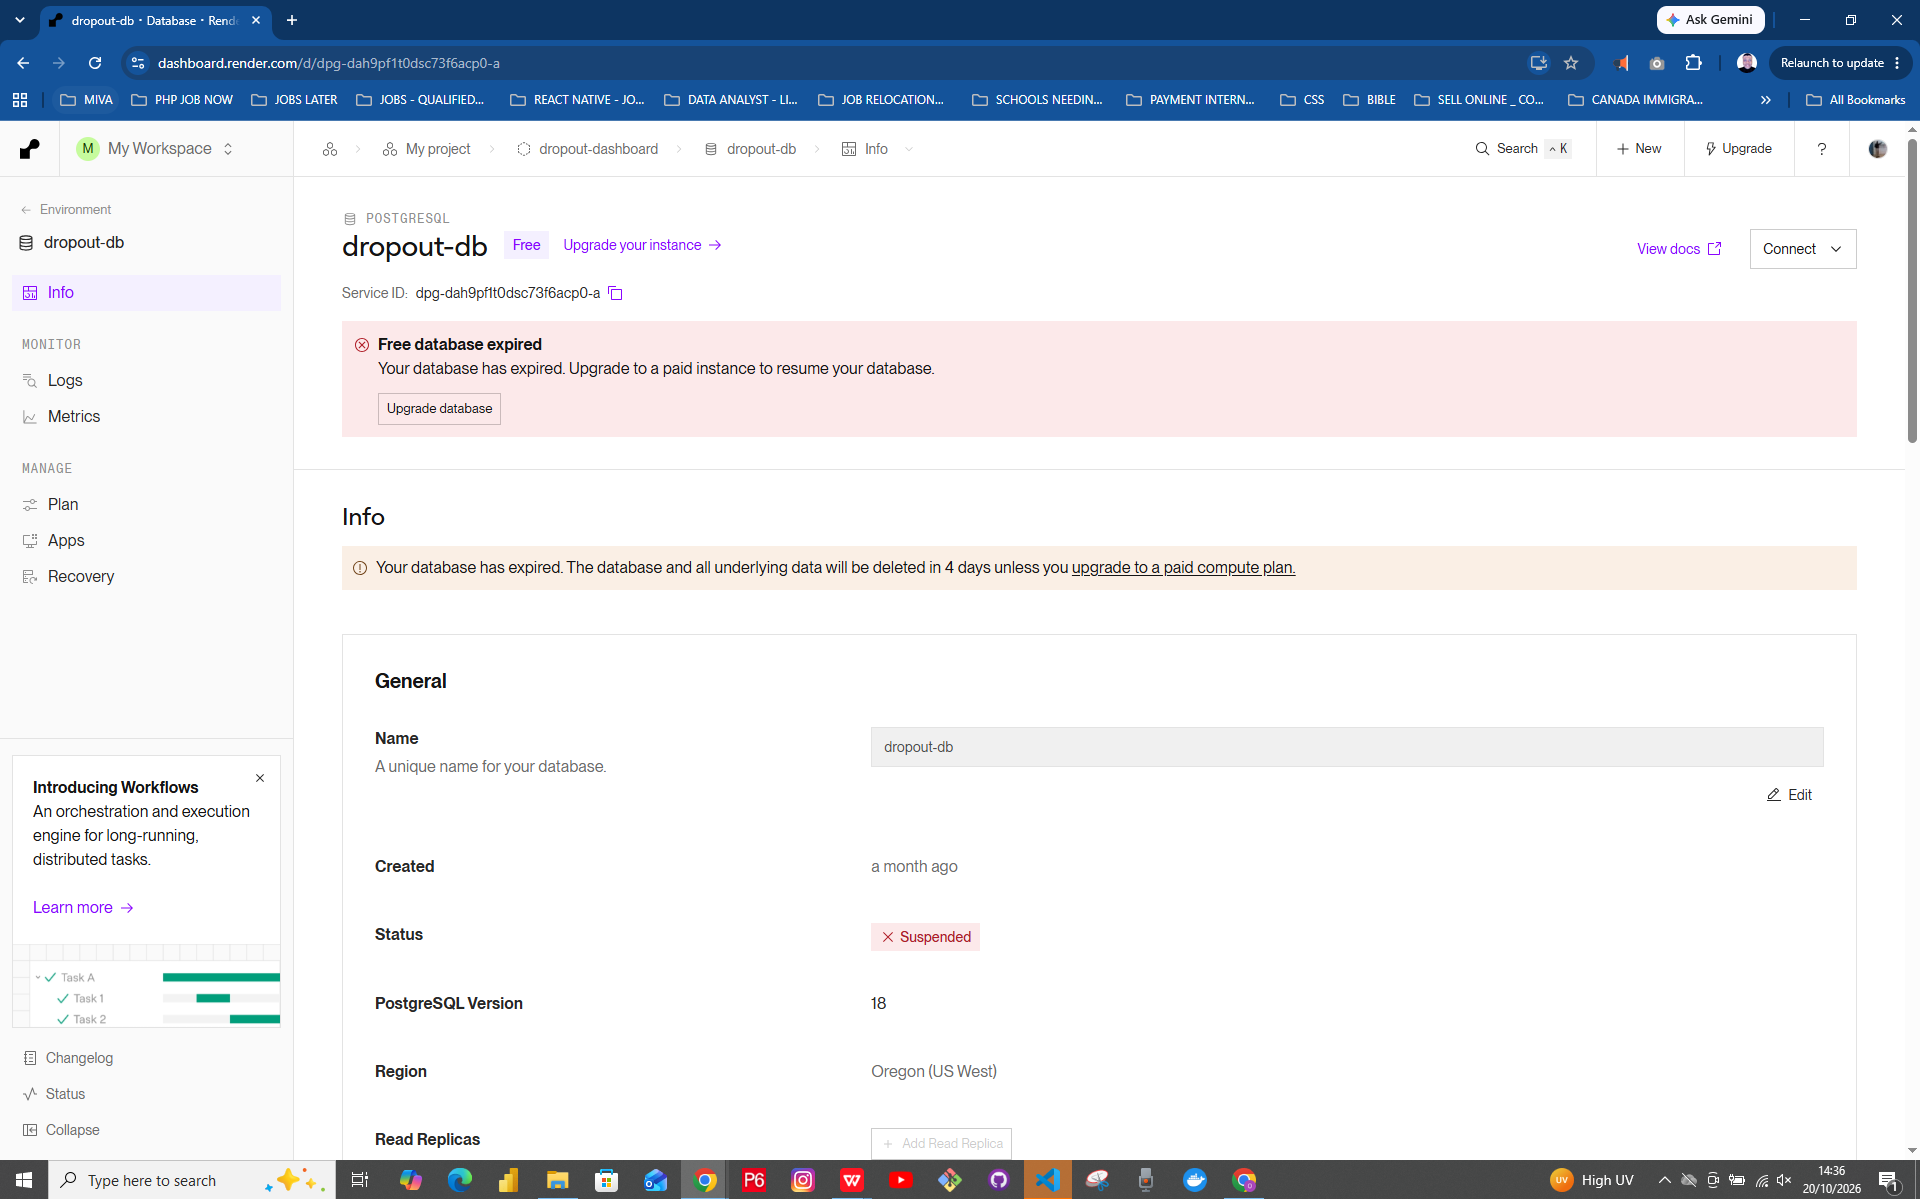 dropout-db · Database · Rend
Ask Gemini
dashboard.render.com/d/dpg-dah9pf1t0dsc73f6acp0-a
Relaunch to update
MIVA
PHP JOB NOW
JOBS LATER
JOBS - QUALIFIED...
REACT NATIVE - JO...
DATA ANALYST - LI...
JOB RELOCATION...
SCHOOLS NEEDIN...
PAYMENT INTERN...
CSS
BIBLE
SELL ONLINE _ CO...
CANADA IMMIGRA...
All Bookmarks
M My Workspace
My project
dropout-dashboard
dropout-db
Info
Search ^ K
+ New
Upgrade
?
← Environment
dropout-db
Info
MONITOR
Logs
Metrics
MANAGE
Plan
Apps
Recovery
Introducing Workflows
An orchestration and execution
engine for long-running,
distributed tasks.
Learn more →
Task A
Task 1
Task 2
Changelog
Status
Collapse
POSTGRESQL
dropout-db Free Upgrade your instance →
View docs
Connect
Service ID: dpg-dah9pf1t0dsc73f6acp0-a
Free database expired
Your database has expired. Upgrade to a paid instance to resume your database.
Upgrade database
Info
Your database has expired. The database and all underlying data will be deleted in 4 days unless you upgrade to a paid compute plan.
General
Name
A unique name for your database.
dropout-db
Edit
Created
a month ago
Status
Suspended
PostgreSQL Version
18
Region
Oregon (US West)
Read Replicas
+ Add Read Replica
Type here to search
P6
UV High UV
14:36
20/10/2026
1